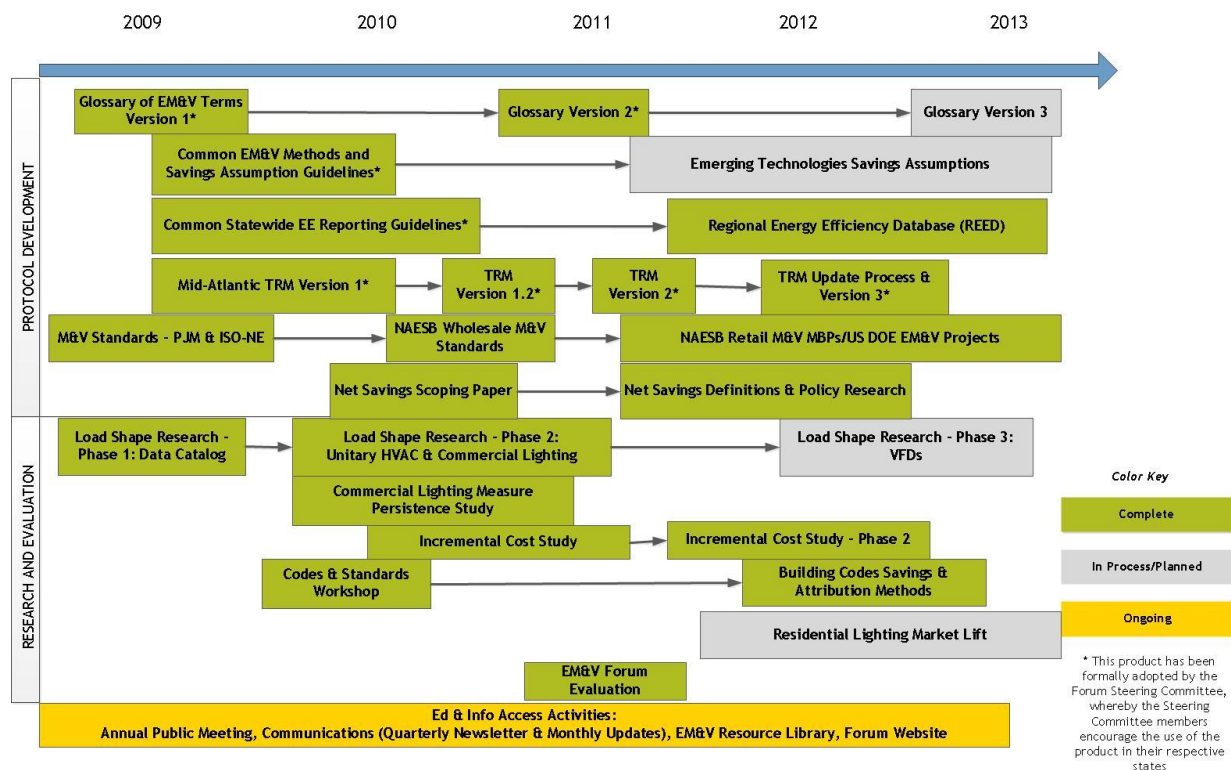 2009
2010
2011
2012
2013
PROTOCOL DEVELOPMENT
Glossary of EM&V Terms
Version 1*
Glossary Version 2*
Glossary Version 3
Common EM&V Methods and
Savings Assumption Guidelines*
Emerging Technologies Savings Assumptions
Common Statewide EE Reporting Guidelines*
Regional Energy Efficiency Database (REED)
Mid-Atlantic TRM Version 1*
TRM
Version 1.2*
TRM
Version 2*
TRM Update Process &
Version 3*
M&V Standards - PJM & ISO-NE
NAESB Wholesale M&V
Standards
NAESB Retail M&V MBPs/US DOE EM&V Projects
Net Savings Scoping Paper
Net Savings Definitions & Policy Research
RESEARCH AND EVALUATION
Load Shape Research -
Phase 1: Data Catalog
Load Shape Research - Phase 2:
Unitary HVAC & Commercial Lighting
Load Shape Research - Phase 3:
VFDs
Commercial Lighting Measure
Persistence Study
Incremental Cost Study
Incremental Cost Study - Phase 2
Codes & Standards
Workshop
Building Codes Savings &
Attribution Methods
Residential Lighting Market Lift
EM&V Forum
Evaluation
Ed & Info Access Activities:
Annual Public Meeting, Communications (Quarterly Newsletter & Monthly Updates), EM&V Resource Library, Forum Website
Color Key
Complete
In Process/Planned
Ongoing
* This product has been
formally adopted by the
Forum Steering Committee,
whereby the Steering
Committee members
encourage the use of the
product in their respective
states